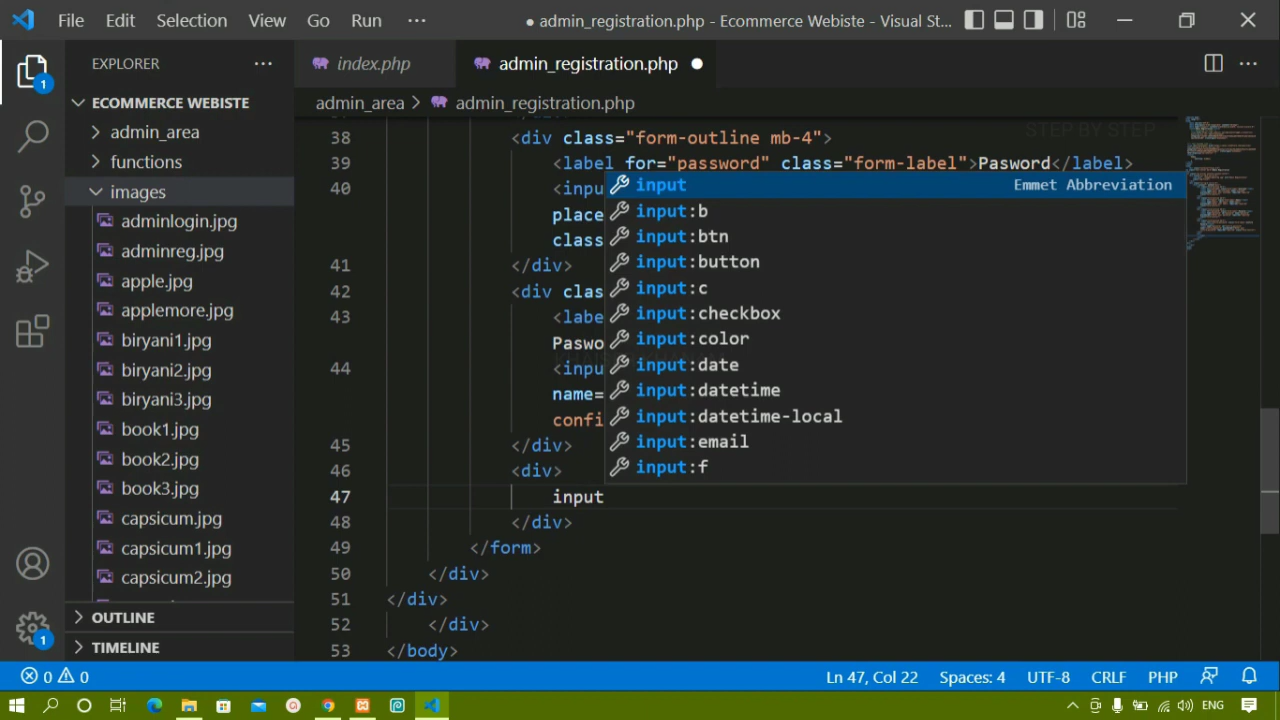 File Edit Selection View Go Run ··· ● admin_registration.php - Ecommerce Webiste - Visual St...
EXPLORER ···
index.php admin_registration.php ●
ECOMMERCE WEBISTE
admin_area > admin_registration.php
admin_area
functions
images
adminlogin.jpg
adminreg.jpg
apple.jpg
applemore.jpg
biryani1.jpg
biryani2.jpg
biryani3.jpg
book1.jpg
book2.jpg
book3.jpg
capsicum.jpg
capsicum1.jpg
capsicum2.jpg
OUTLINE
TIMELINE
STEP BY STEP
38 <div class="form-outline mb-4">
39 <label for="password" class="form-label">Pasword</label>
40 <inpu
place
class
41 </div>
42 <div clas
43 <labe
Paswo
44 <inpu
name=
confi
45 </div>
46 <div>
47 input
48 </div>
49 </form>
50 </div>
51 </div>
52 </div>
53 </body>
input Emmet Abbreviation
input:b
input:btn
input:button
input:c
input:checkbox
input:color
input:date
input:datetime
input:datetime-local
input:email
input:f
1
1
0 0 Ln 47, Col 22 Spaces: 4 UTF-8 CRLF PHP
ENG